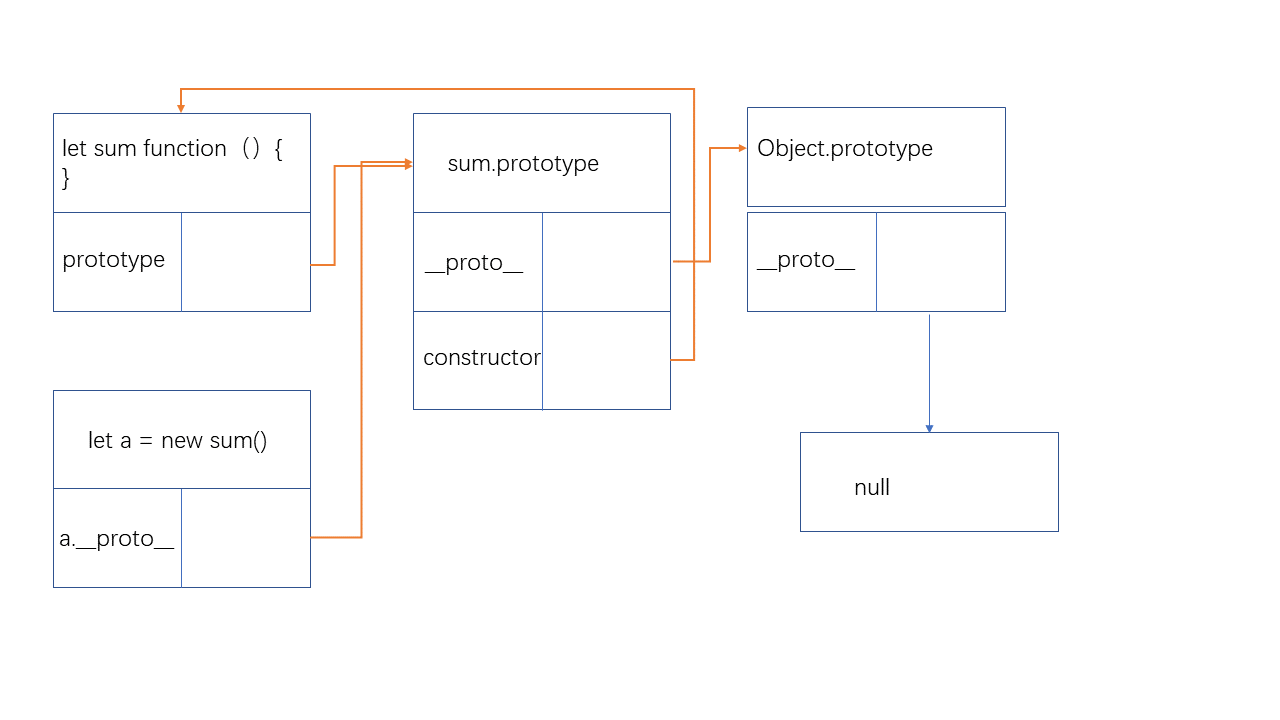 let sum function（）{
}
prototype
sum.prototype
__proto__
constructor
Object.prototype
__proto__
let a = new sum()
a.__proto__
null